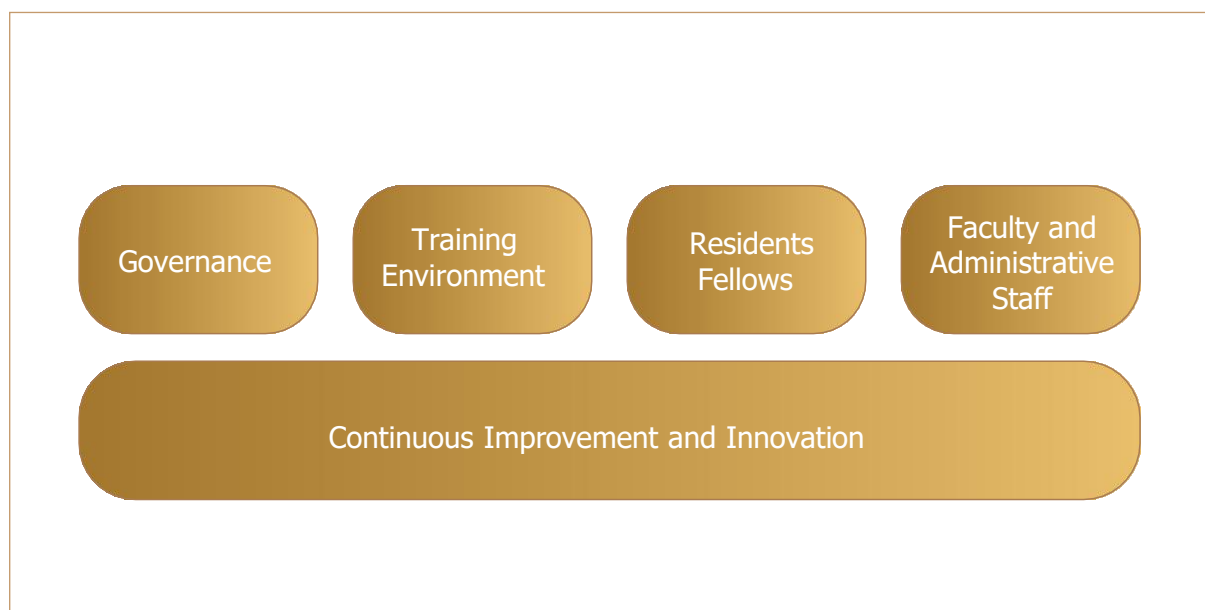 Governance
Training
Environment
Residents
Fellows
Faculty and
Administrative
Staff
Continuous Improvement and Innovation